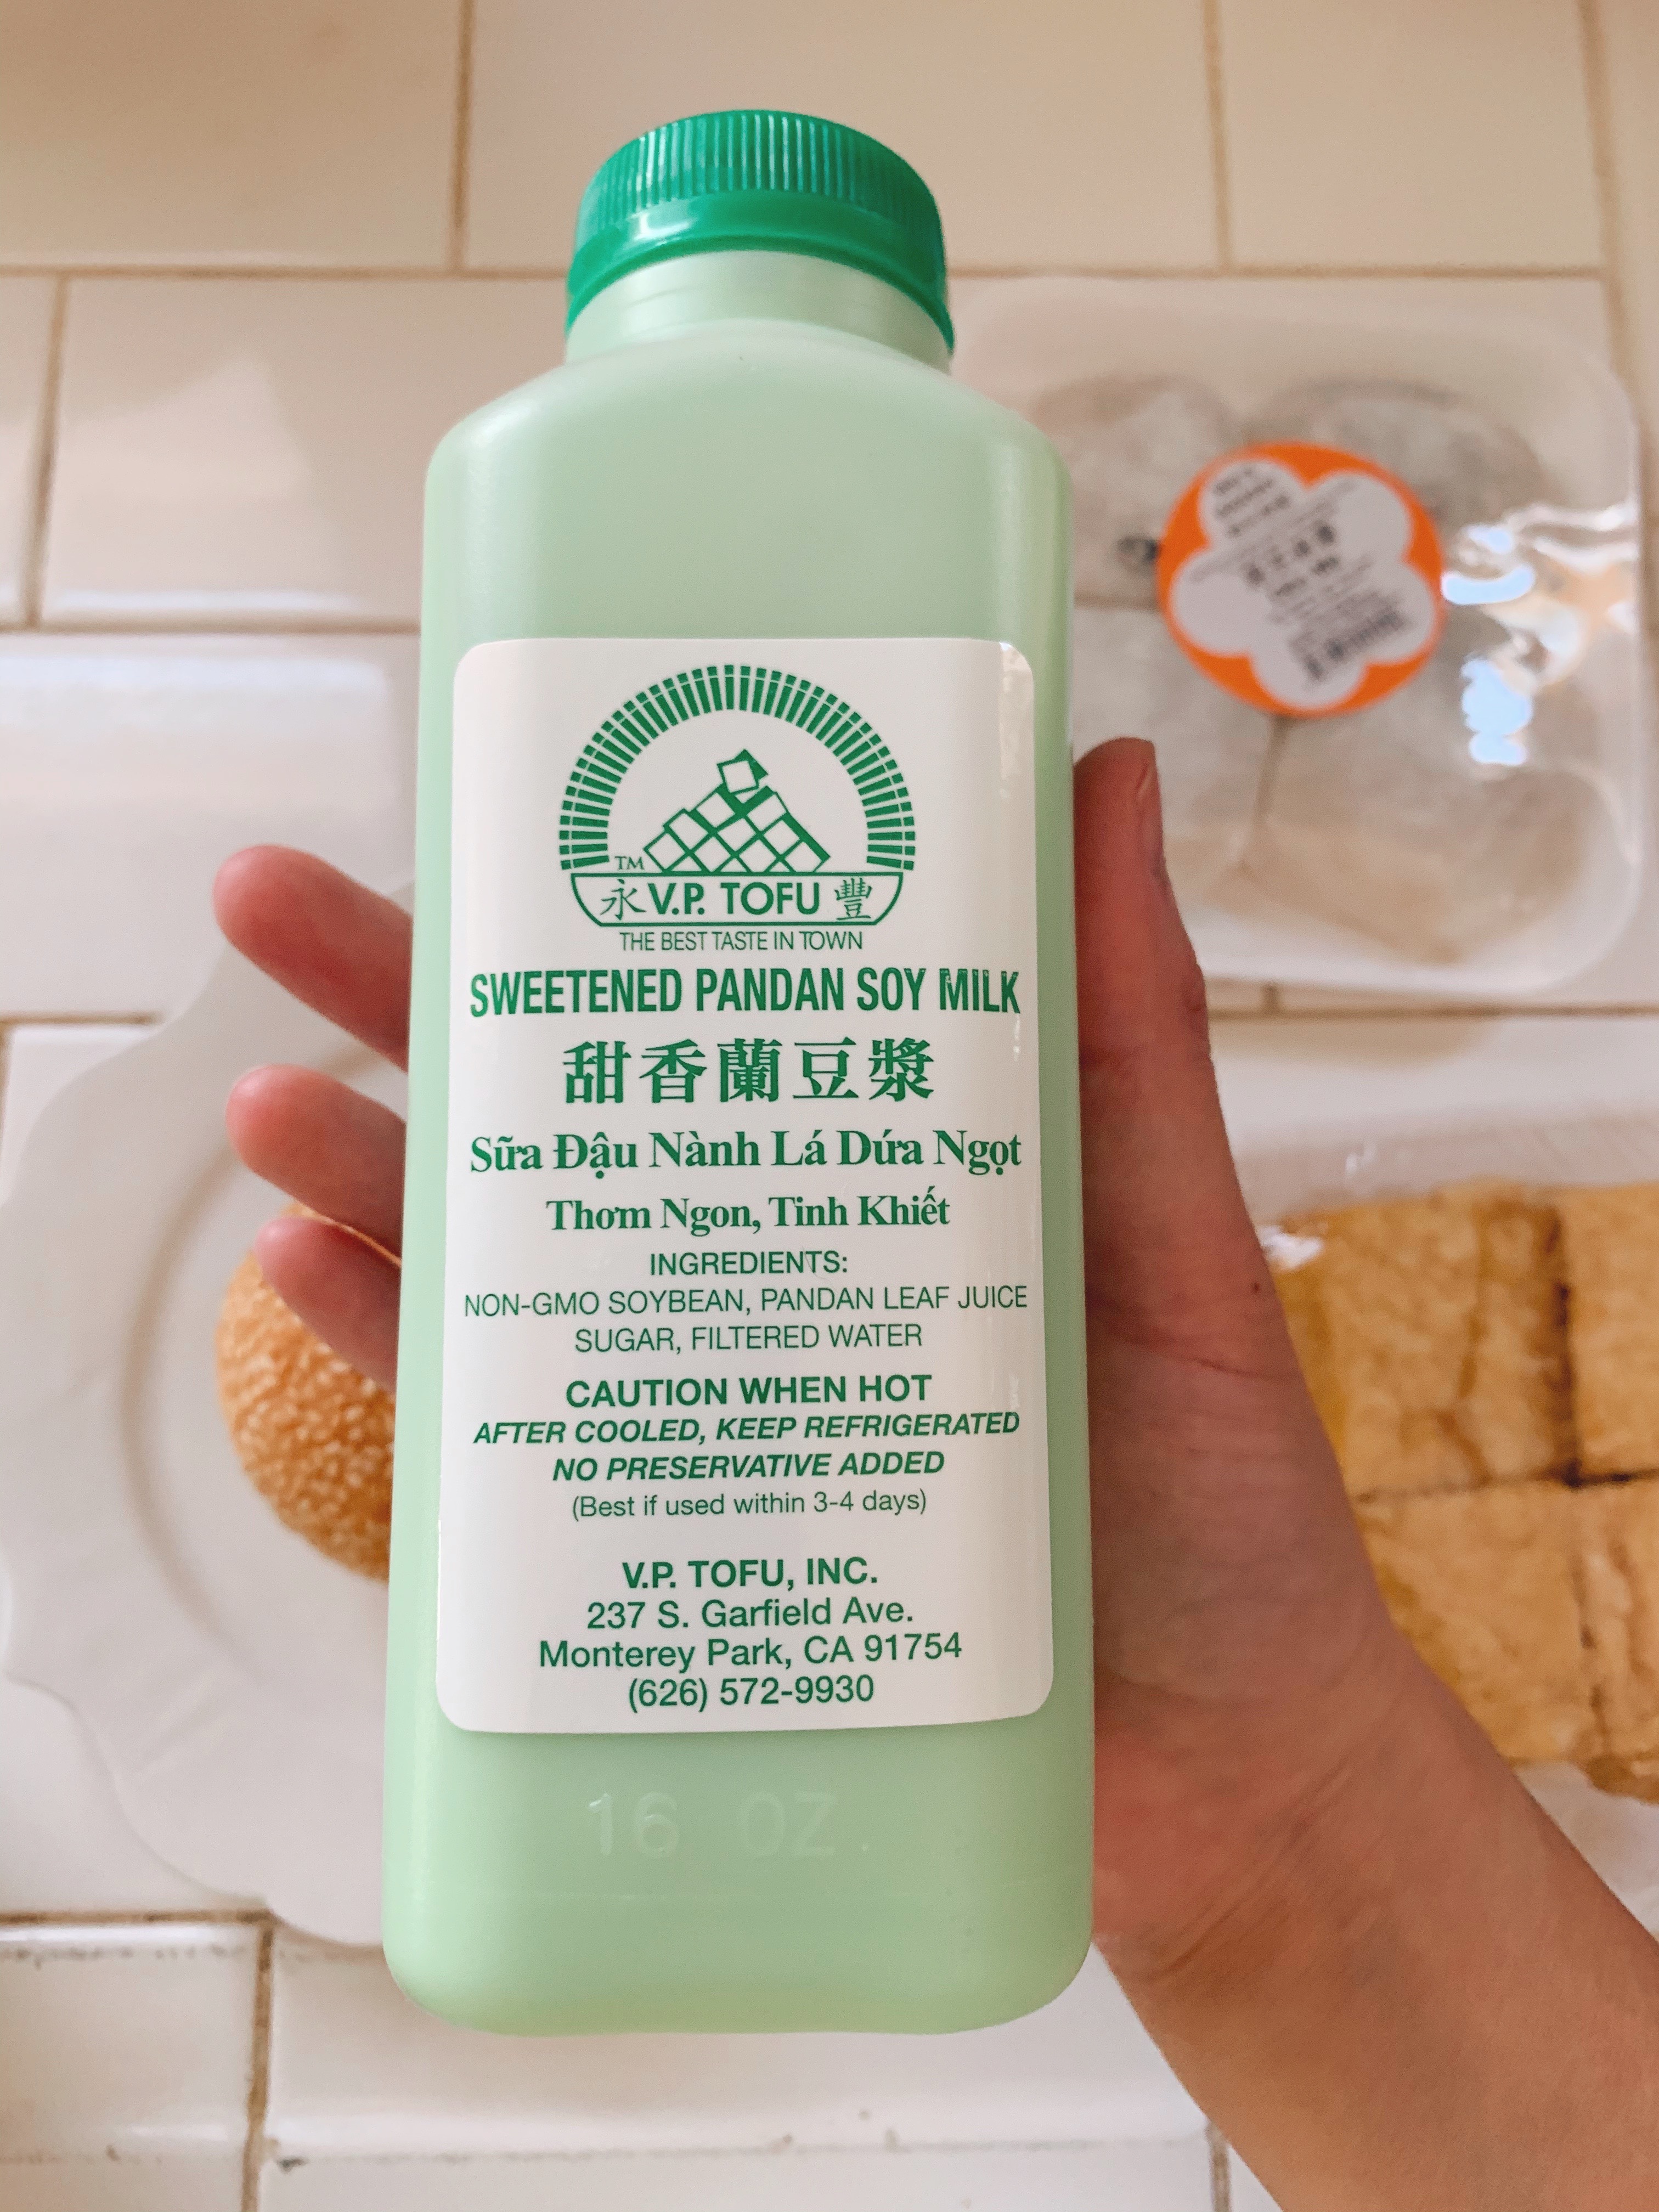 TM
永 V.P. TOFU 豐
THE BEST TASTE IN TOWN
SWEETENED PANDAN SOY MILK
甜香蘭豆漿
Sữa Đậu Nành Lá Dứa Ngọt
Thơm Ngon, Tinh Khiết
INGREDIENTS:
NON-GMO SOYBEAN, PANDAN LEAF JUICE
SUGAR, FILTERED WATER
CAUTION WHEN HOT
AFTER COOLED, KEEP REFRIGERATED
NO PRESERVATIVE ADDED
(Best if used within 3-4 days)
V.P. TOFU, INC.
237 S. Garfield Ave.
Monterey Park, CA 91754
(626) 572-9930
16 OZ.